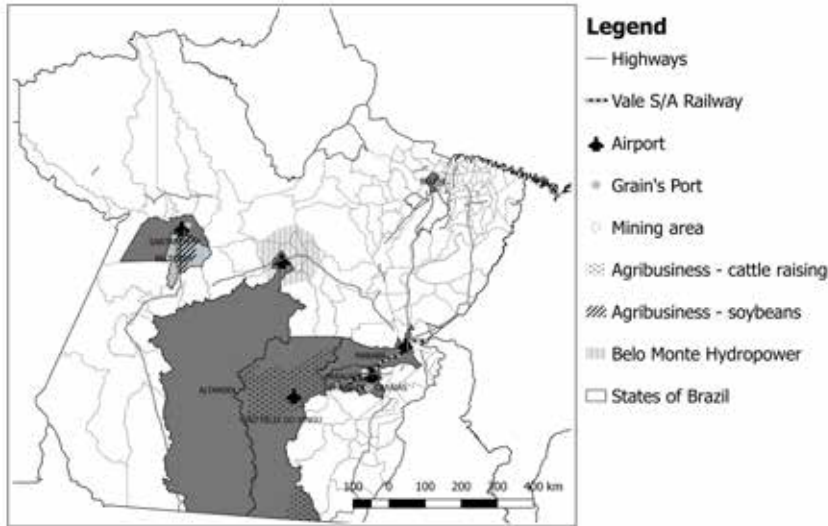 Legend
Highways
Vale S/A Railway
Airport
Grain's Port
Mining area
Agribusiness - cattle raising
Agribusiness - soybeans
Belo Monte Hydropower
States of Brazil
100 0 100 200 300 400 km